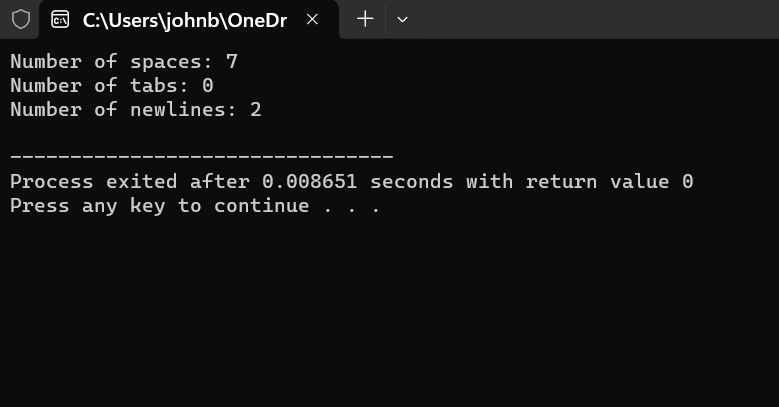 C:\Users\johnb\OneDr
Number of spaces: 7
Number of tabs: 0
Number of newlines: 2
--------------------------------
Process exited after 0.008651 seconds with return value 0
Press any key to continue . . .